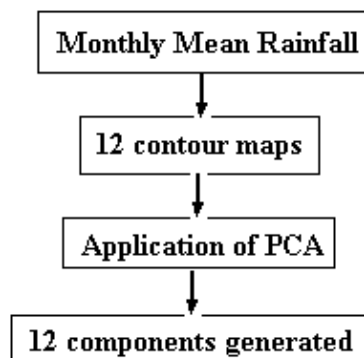 Monthly Mean Rainfall
12 contour maps
Application of PCA
12 components generated